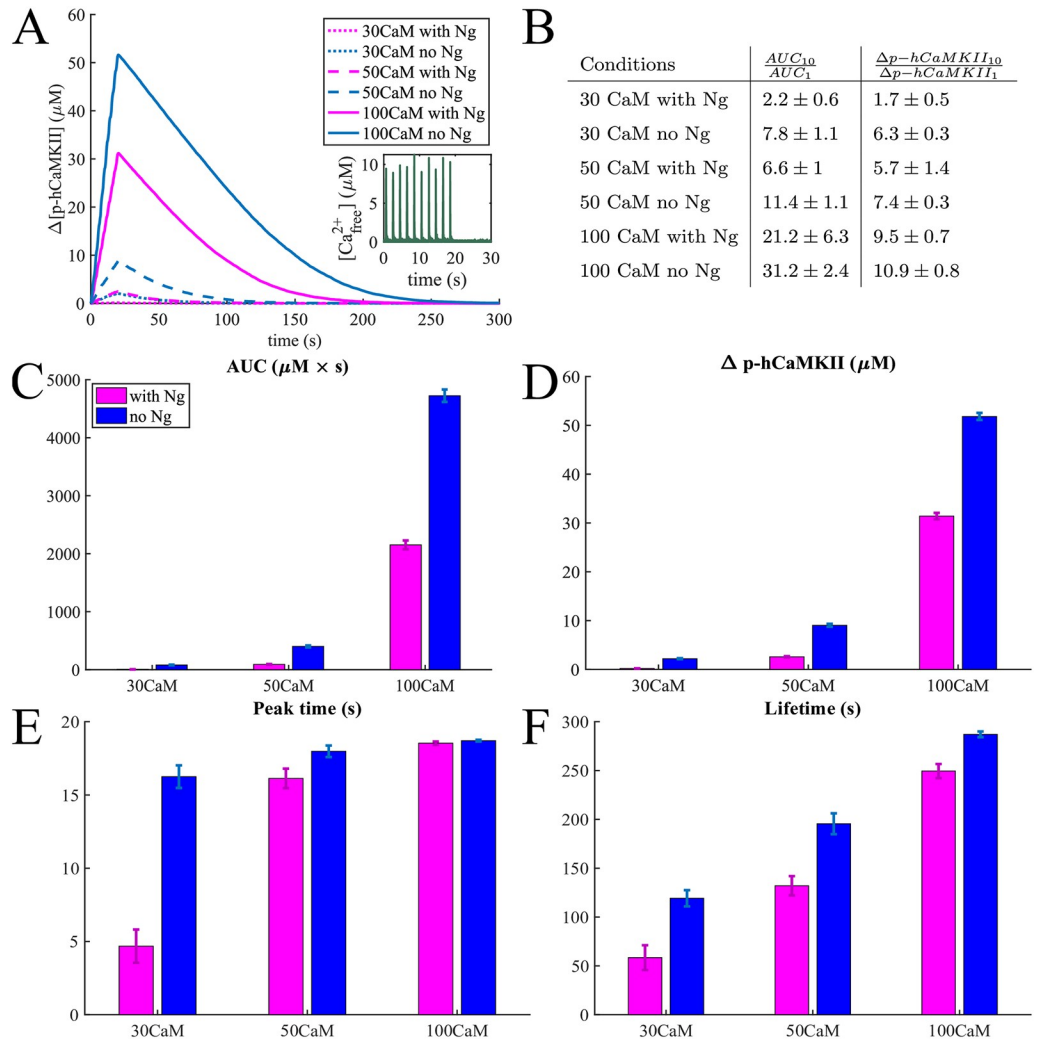 A
60
50
40
30
20
10
0
Δ[p-hCaMKII] (μM)
0 50 100 150 200 250 300
time (s)
30CaM with Ng
30CaM no Ng
50CaM with Ng
50CaM no Ng
100CaM with Ng
100CaM no Ng
[Ca²⁺free] (μM)
10
5
0
0 10 20 30
time (s)
B
Conditions AUC₁₀/AUC₁ Δp−hCaMKII₁₀/Δp−hCaMKII₁
30 CaM with Ng 2.2 ± 0.6 1.7 ± 0.5
30 CaM no Ng 7.8 ± 1.1 6.3 ± 0.3
50 CaM with Ng 6.6 ± 1 5.7 ± 1.4
50 CaM no Ng 11.4 ± 1.1 7.4 ± 0.3
100 CaM with Ng 21.2 ± 6.3 9.5 ± 0.7
100 CaM no Ng 31.2 ± 2.4 10.9 ± 0.8
C
AUC (μM × s)
with Ng
no Ng
5000
4000
3000
2000
1000
0
30CaM 50CaM 100CaM
D
Δ p-hCaMKII (μM)
60
50
40
30
20
10
0
30CaM 50CaM 100CaM
E
Peak time (s)
20
15
10
5
0
30CaM 50CaM 100CaM
F
Lifetime (s)
300
250
200
150
100
50
0
30CaM 50CaM 100CaM